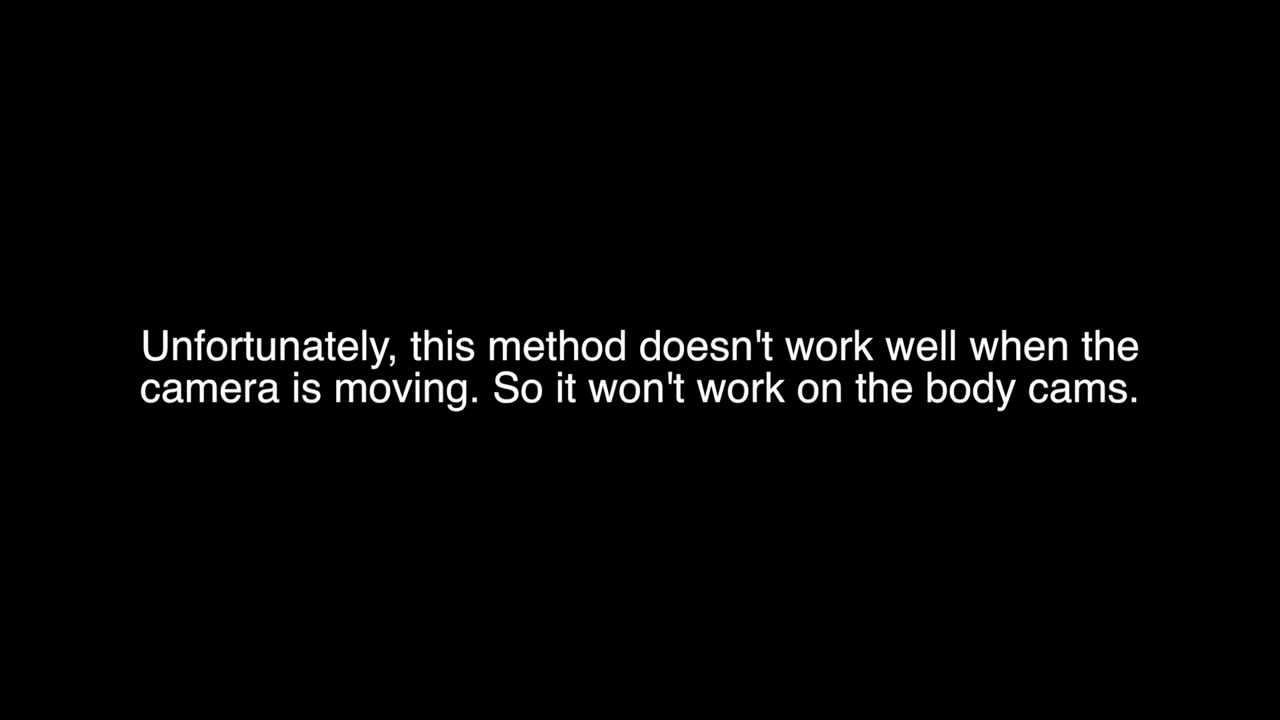 Unfortunately, this method doesn't work well when the
camera is moving. So it won't work on the body cams.